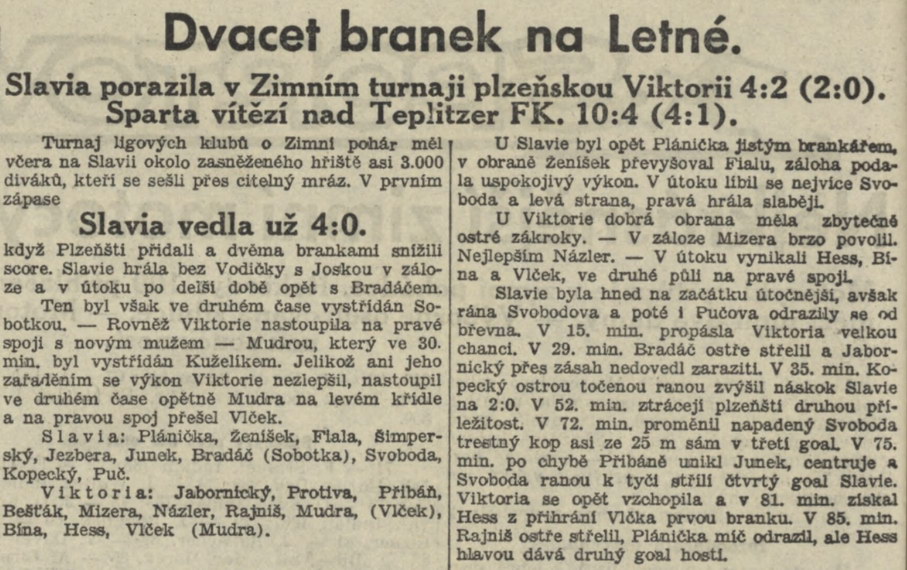 Dvacet branek na Letné.
Slavia porazila v Zimním turnaji plzeňskou Viktorii 4:2 (2:0).
Sparta vítězí nad Teplitzer FK. 10:4 (4:1).
Turnaj ligových klubů o Zimní pohár měl
včera na Slavii okolo zasněženého hřiště asi 3.000
diváků, kteří se sešli přes citelný mráz. V prvním
zápase
Slavia vedla už 4:0.
když Plzeňští přidali a dvěma brankami snížili
score. Slavie hrála bez Vodičky s Joskou v zálo-
ze a v útoku po delší době opět s Bradáčem.
Ten byl však ve druhém čase vystřídán So-
botkou. — Rovněž Viktorie nastoupila na pravé
spoji s novým mužem — Mudrou, který ve 30.
min. byl vystřídán Kuželíkem. Jelikož ani jeho
zařaděním se výkon Viktorie nezlepšil, nastoupil
ve druhém čase opětně Mudra na levém křídle
a na pravou spoj přešel Vlček.
Slavia: Plánička, Ženíšek, Fiala, Šimper-
ský, Jezbera, Junek, Bradáč (Sobotka), Svoboda,
Kopecký, Puč.
Viktoria: Jabornický, Protiva, Přibáň,
Bešťák, Mizera, Názler, Rajniš, Mudra, (Vlček),
Bína, Hess, Vlček (Mudra).
U Slavie byl opět Plánička jistým brankářem,
v obraně Ženíšek převyšoval Fialu, záloha poda-
la uspokojivý výkon. V útoku líbil se nejvíce Svo-
boda a levá strana, pravá hrála slaběji.
U Viktorie dobrá obrana měla zbytečně
ostré zákroky. — V záloze Mizera brzo povolil.
Nejlepším Názler. — V útoku vynikali Hess, Bí-
na a Vlček, ve druhé půli na pravé spoji.
Slavie byla hned na začátku útočnější, avšak
rána Svobodova a poté i Pučova odrazily se od
břevna. V 15. min. propásla Viktoria velkou
chanci. V 29. min. Bradáč ostře střelil a Jabor-
nický přes zásah nedovedl zaraziti. V 35. min. Ko-
pecký ostrou točenou ranou zvýšil náskok Slavie
na 2:0. V 52. min. ztrácejí plzeňští druhou pří-
ležitost. V 72. min. proměnil napadený Svoboda
trestný kop asi ze 25 m sám v třetí goal. V 75.
min. po chybě Přibáně unikl Junek, centruje a
Svoboda ranou k tyči střílí čtvrtý goal Slavie.
Viktoria se opět vzchopila a v 81. min. získal
Hess z přihrání Vlčka prvou branku. V 85. min.
Rajniš ostře střelil, Plánička míč odrazil, ale Hess
hlavou dává druhý goal hostí.